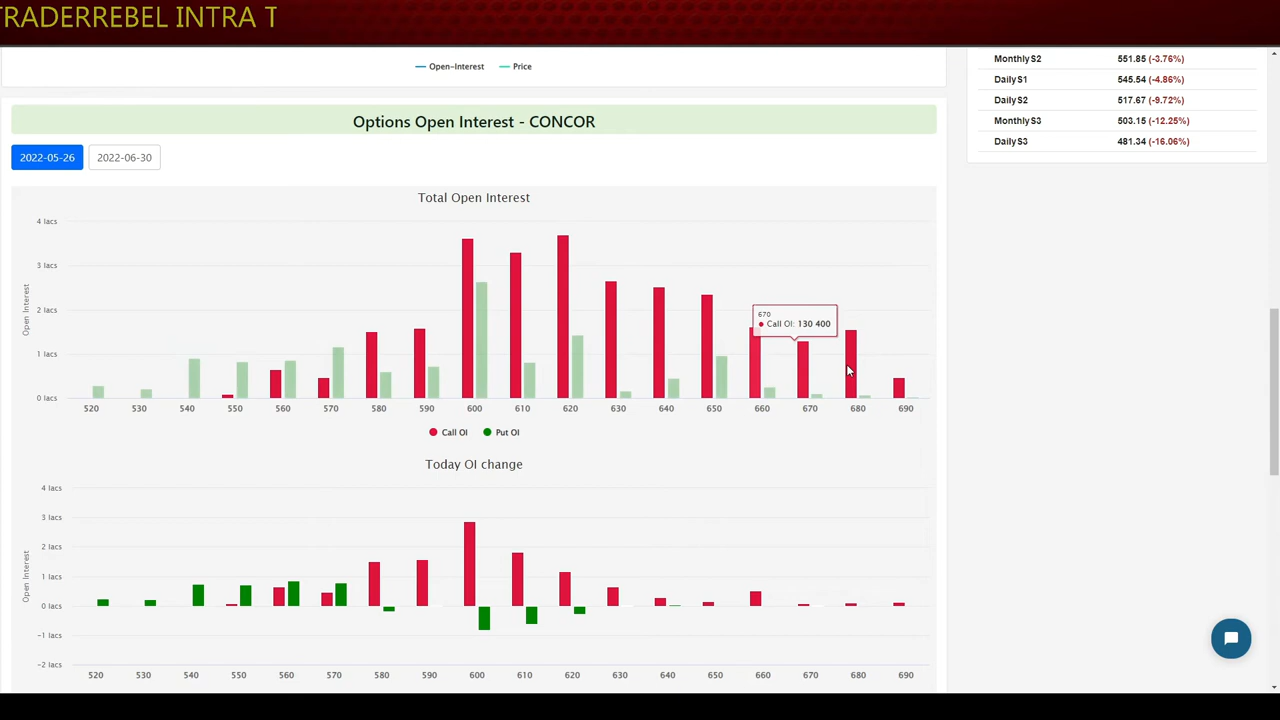 TRADERREBEL INTRA T
Open-Interest Price
Monthly S2 551.85 (-3.76%)
Daily S1 545.54 (-4.86%)
Daily S2 517.67 (-9.72%)
Monthly S3 503.15 (-12.25%)
Daily S3 481.34 (-16.06%)
Options Open Interest - CONCOR
2022-05-26 2022-06-30
Total Open Interest
4 lacs
3 lacs
2 lacs
1 lacs
0 lacs
Open Interest
670
Call OI: 130 400
520 530 540 550 560 570 580 590 600 610 620 630 640 650 660 670 680 690
Call OI Put OI
Today OI change
4 lacs
3 lacs
2 lacs
1 lacs
0 lacs
-1 lacs
-2 lacs
Open Interest
520 530 540 550 560 570 580 590 600 610 620 630 640 650 660 670 680 690